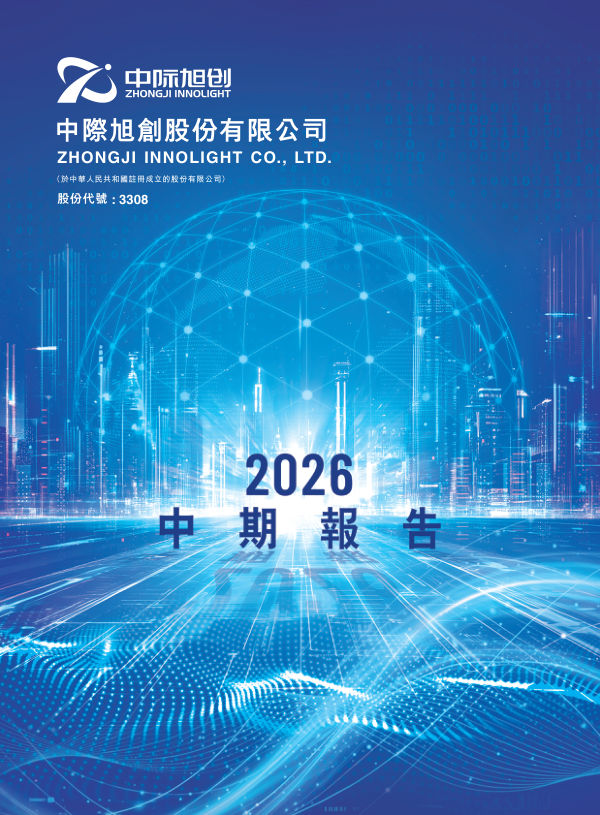 中际旭创
ZHONGJI INNOLIGHT
中際旭創股份有限公司
ZHONGJI INNOLIGHT CO., LTD.
（於中華人民共和國註冊成立的股份有限公司）
股份代號 : 3308
2026
中期報告